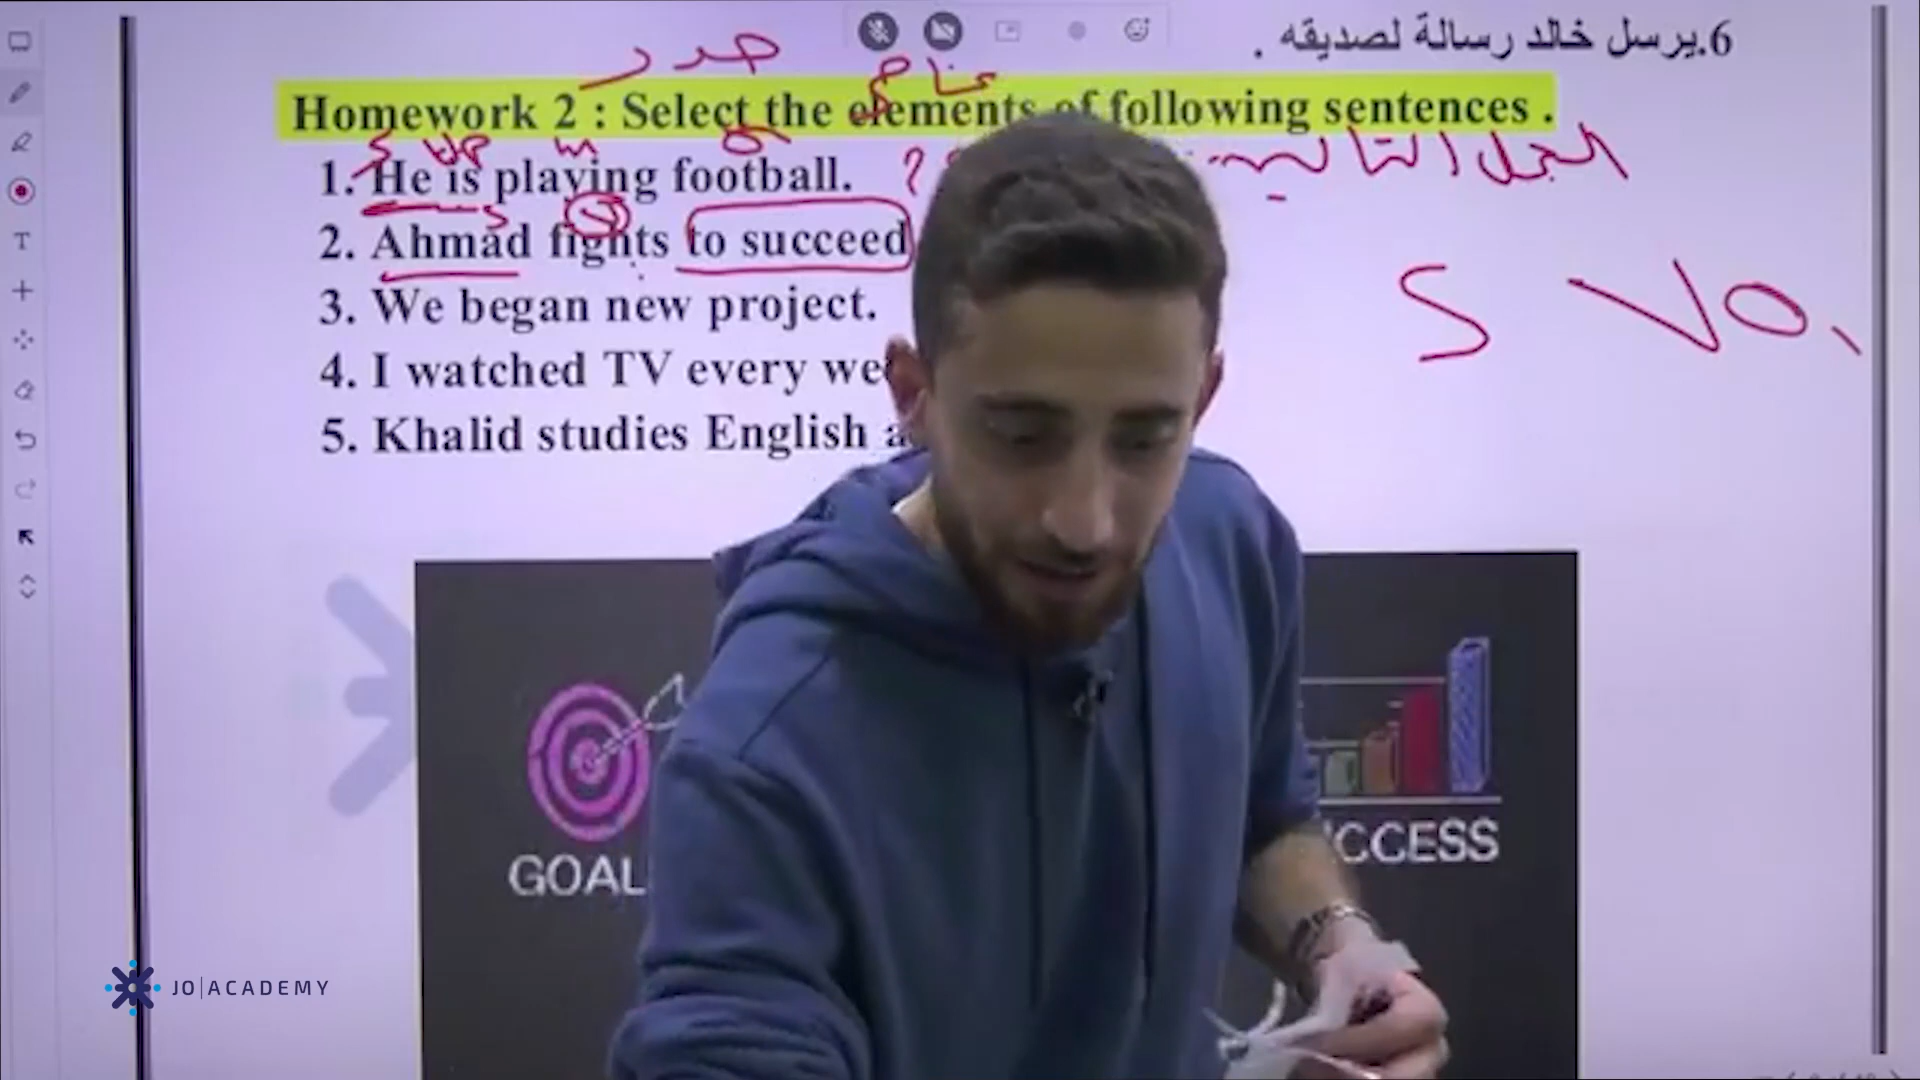 6.يرسل خالد رسالة لصديقه .
حدد عناصر
Homework 2 : Select the elements of following sentences .
الجمل التالية
S V m O
1. He is playing football.
S V
2. Ahmad fights to succeed
S V O
3. We began new project.
4. I watched TV every we
5. Khalid studies English a
GOAL
CCESS
JO ACADEMY